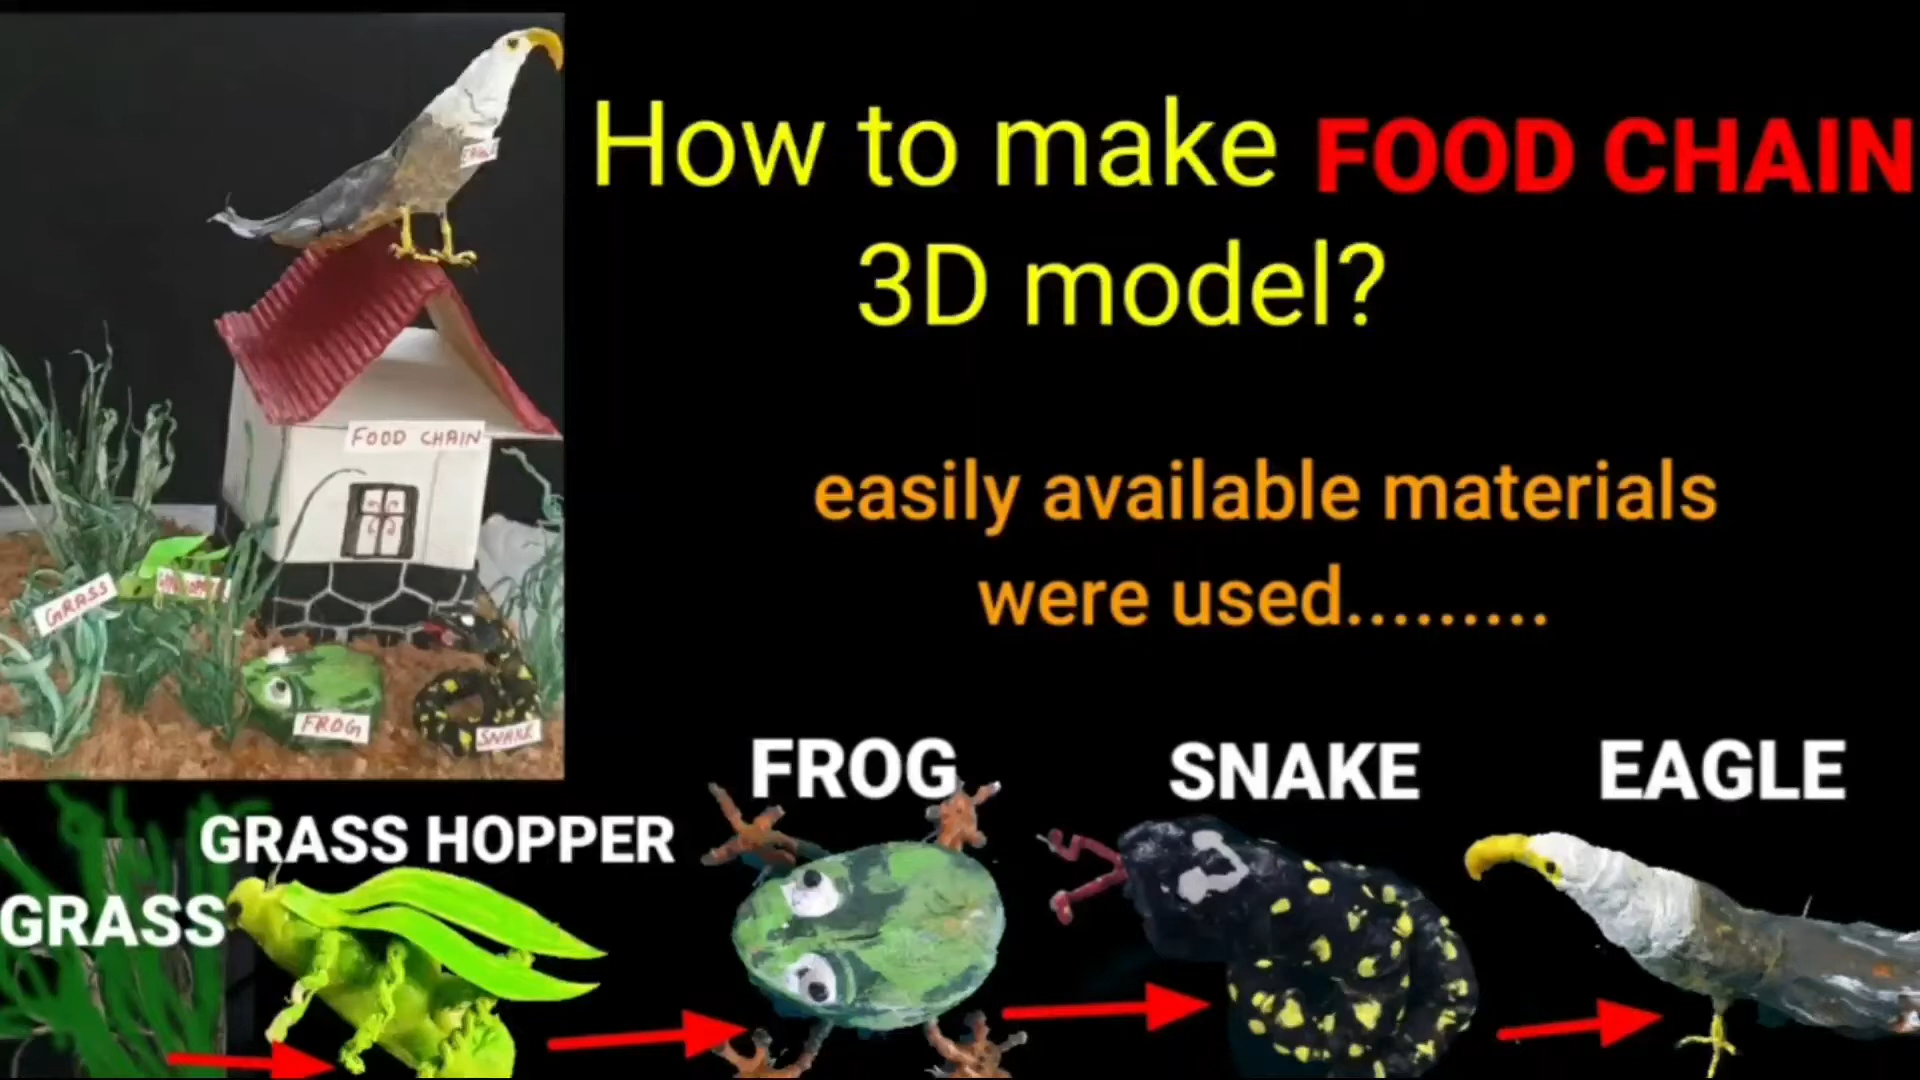 How to make FOOD CHAIN
3D model?
easily available materials
were used.........
EAGLE
FOOD CHAIN
GRASS
FROG
SNAKE
FROG
SNAKE
EAGLE
GRASS HOPPER
GRASS